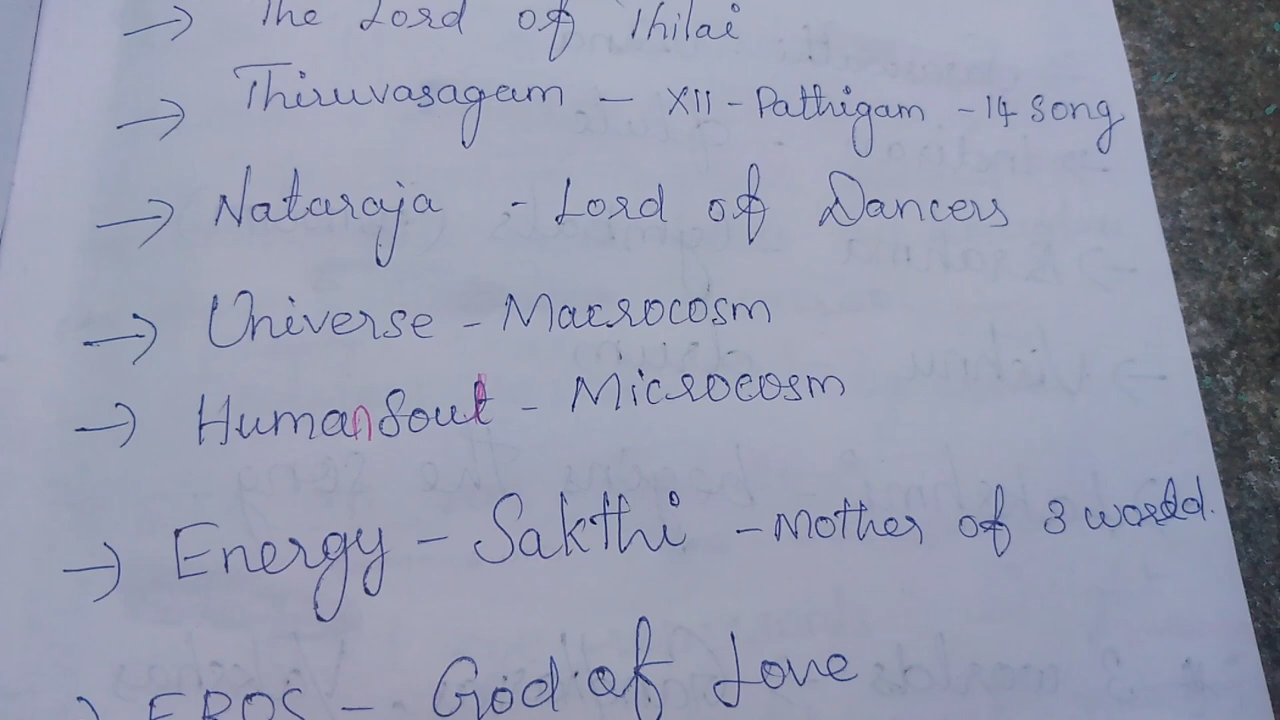 → The Lord of Thilai
→ Thiruvasagam - XII - Pathigam - 14 song
→ Nataraja - Lord of Dancers
→ Universe - Macrocosm
→ Human Soul - Microcosm
→ Energy - Sakthi - Mother of 3 world.
→ EROS - God of Love